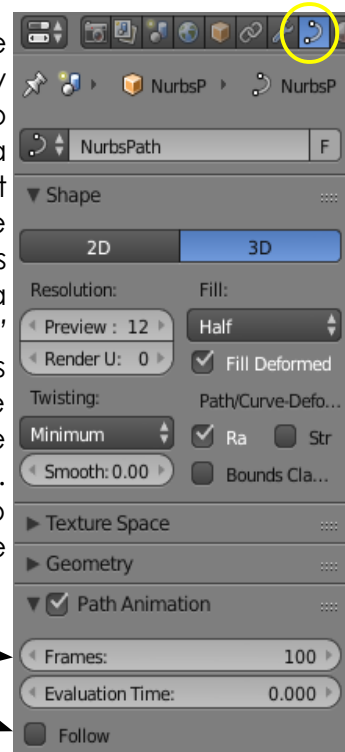 NurbsP NurbsP
NurbsPath F
Shape
2D 3D
Resolution: Fill:
Preview : 12 Half
Render U: 0 Fill Deformed
Twisting: Path/Curve-Defo...
Minimum Ra Str
Smooth: 0.00 Bounds Cla...
Texture Space
Geometry
Path Animation
Frames: 100
Evaluation Time: 0.000
Follow